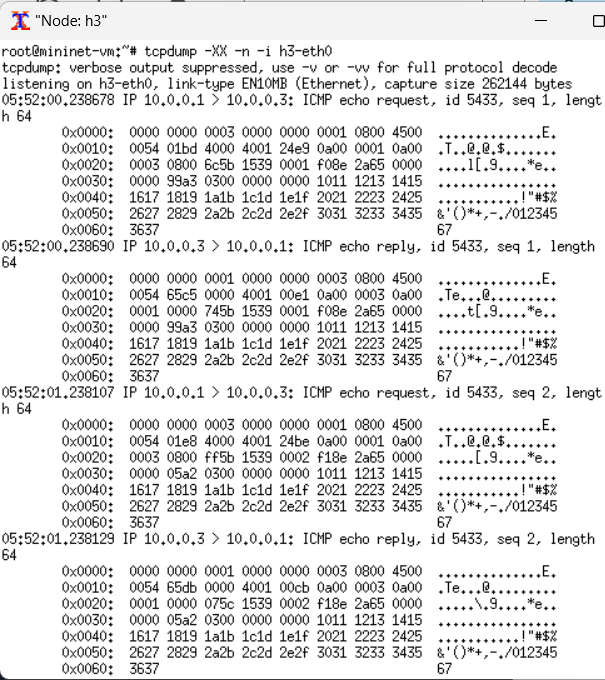 "Node: h3"
root@mininet-vm:~# tcpdump -XX -n -i h3-eth0
tcpdump: verbose output suppressed, use -v or -vv for full protocol decode
listening on h3-eth0, link-type EN10MB (Ethernet), capture size 262144 bytes
05:52:00.238678 IP 10.0.0.1 > 10.0.0.3: ICMP echo request, id 5433, seq 1, lengt
h 64
        0x0000:  0000 0000 0003 0000 0000 0001 0800 4500  ..............E.
        0x0010:  0054 01bd 4000 4001 24e9 0a00 0001 0a00  .T..@.@.$.......
        0x0020:  0003 0800 6c5b 1539 0001 f08e 2a65 0000  ....l[.9....*e..
        0x0030:  0000 99a3 0300 0000 0000 1011 1213 1415  ................
        0x0040:  1617 1819 1a1b 1c1d 1e1f 2021 2223 2425  ...........!"#$%
        0x0050:  2627 2829 2a2b 2c2d 2e2f 3031 3233 3435  &'()*+,-./012345
        0x0060:  3637                                     67
05:52:00.238690 IP 10.0.0.3 > 10.0.0.1: ICMP echo reply, id 5433, seq 1, length
64
        0x0000:  0000 0000 0001 0000 0000 0003 0800 4500  ..............E.
        0x0010:  0054 65c5 0000 4001 00e1 0a00 0003 0a00  .Te...@.........
        0x0020:  0001 0000 745b 1539 0001 f08e 2a65 0000  ....t[.9....*e..
        0x0030:  0000 99a3 0300 0000 0000 1011 1213 1415  ................
        0x0040:  1617 1819 1a1b 1c1d 1e1f 2021 2223 2425  ...........!"#$%
        0x0050:  2627 2829 2a2b 2c2d 2e2f 3031 3233 3435  &'()*+,-./012345
        0x0060:  3637                                     67
05:52:01.238107 IP 10.0.0.1 > 10.0.0.3: ICMP echo request, id 5433, seq 2, lengt
h 64
        0x0000:  0000 0000 0003 0000 0000 0001 0800 4500  ..............E.
        0x0010:  0054 01e8 4000 4001 24be 0a00 0001 0a00  .T..@.@.$.......
        0x0020:  0003 0800 ff5b 1539 0002 f18e 2a65 0000  .....[.9....*e..
        0x0030:  0000 05a2 0300 0000 0000 1011 1213 1415  ................
        0x0040:  1617 1819 1a1b 1c1d 1e1f 2021 2223 2425  ...........!"#$%
        0x0050:  2627 2829 2a2b 2c2d 2e2f 3031 3233 3435  &'()*+,-./012345
        0x0060:  3637                                     67
05:52:01.238129 IP 10.0.0.3 > 10.0.0.1: ICMP echo reply, id 5433, seq 2, length
64
        0x0000:  0000 0000 0001 0000 0000 0003 0800 4500  ..............E.
        0x0010:  0054 65db 0000 4001 00cb 0a00 0003 0a00  .Te...@.........
        0x0020:  0001 0000 075c 1539 0002 f18e 2a65 0000  .....\.9....*e..
        0x0030:  0000 05a2 0300 0000 0000 1011 1213 1415  ................
        0x0040:  1617 1819 1a1b 1c1d 1e1f 2021 2223 2425  ...........!"#$%
        0x0050:  2627 2829 2a2b 2c2d 2e2f 3031 3233 3435  &'()*+,-./012345
        0x0060:  3637                                     67